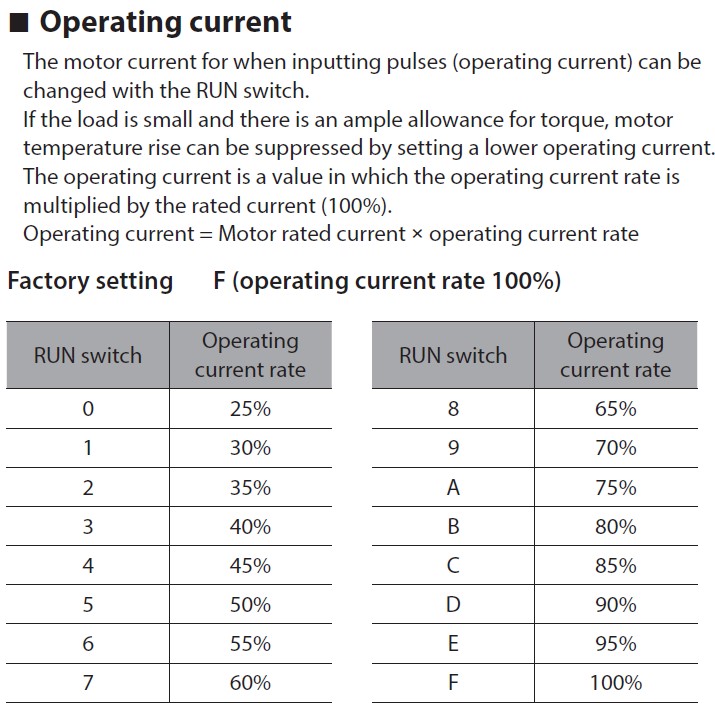 ■ Operating current
The motor current for when inputting pulses (operating current) can be
changed with the RUN switch.
If the load is small and there is an ample allowance for torque, motor
temperature rise can be suppressed by setting a lower operating current.
The operating current is a value in which the operating current rate is
multiplied by the rated current (100%).
Operating current = Motor rated current × operating current rate
Factory setting F (operating current rate 100%)
RUN switch Operating current rate
0 25%
1 30%
2 35%
3 40%
4 45%
5 50%
6 55%
7 60%
RUN switch Operating current rate
8 65%
9 70%
A 75%
B 80%
C 85%
D 90%
E 95%
F 100%